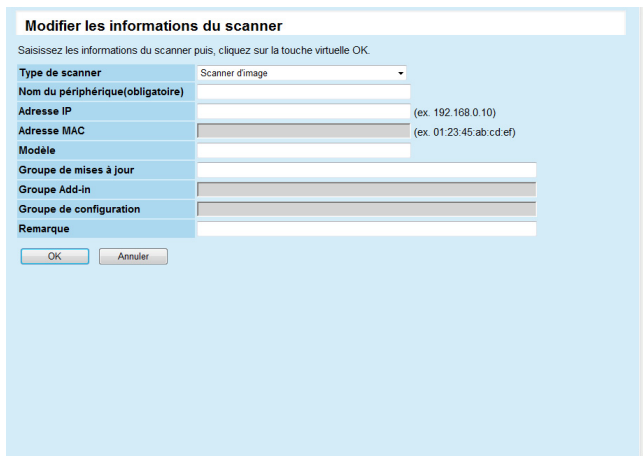 Modifier les informations du scanner
Saisissez les informations du scanner puis, cliquez sur la touche virtuelle OK.
Type de scanner Scanner d'image
Nom du périphérique(obligatoire)
Adresse IP (ex. 192.168.0.10)
Adresse MAC (ex. 01:23:45:ab:cd:ef)
Modèle
Groupe de mises à jour
Groupe Add-in
Groupe de configuration
Remarque
OK Annuler